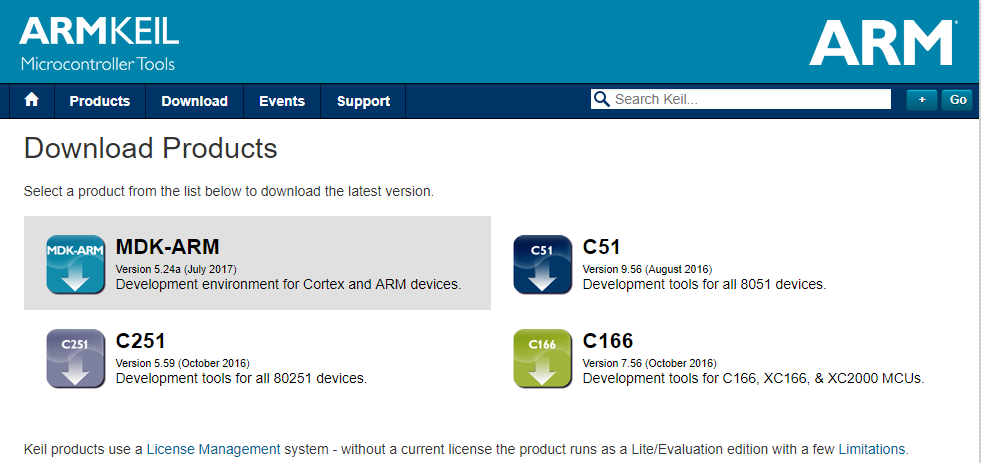 ARMKEIL
Microcontroller Tools
ARM®
Products Download Events Support Search Keil... + Go
Download Products
Select a product from the list below to download the latest version.
MDK-ARM
MDK-ARM
Version 5.24a (July 2017)
Development environment for Cortex and ARM devices.
C51
C51
Version 9.56 (August 2016)
Development tools for all 8051 devices.
C251
C251
Version 5.59 (October 2016)
Development tools for all 80251 devices.
C166
C166
Version 7.56 (October 2016)
Development tools for C166, XC166, & XC2000 MCUs.
Keil products use a License Management system - without a current license the product runs as a Lite/Evaluation edition with a few Limitations.